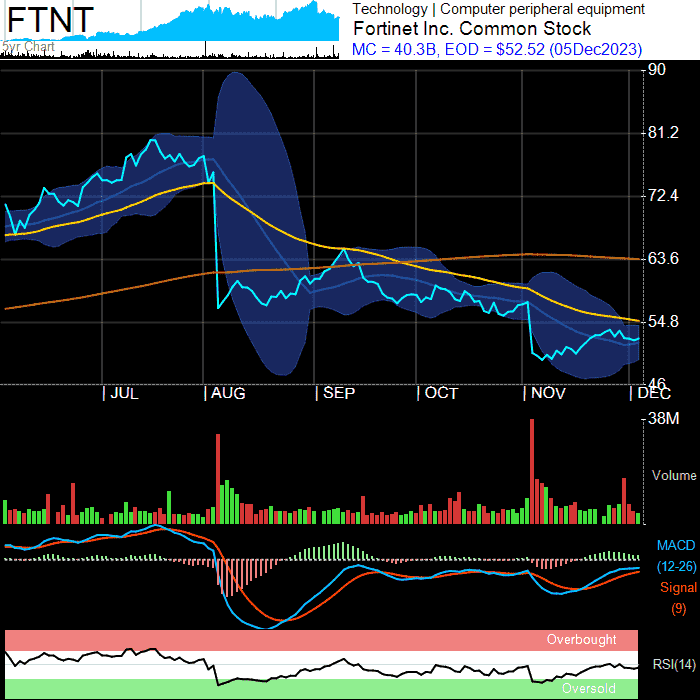 FTNT
5yr Chart
Technology | Computer peripheral equipment
Fortinet Inc. Common Stock
MC = 40.3B, EOD = $52.52 (05Dec2023)
90
81.2
72.4
63.6
54.8
46
| JUL | AUG | SEP | OCT | NOV | DEC
38M
Volume
MACD
(12-26)
Signal
(9)
Overbought
RSI(14)
Oversold